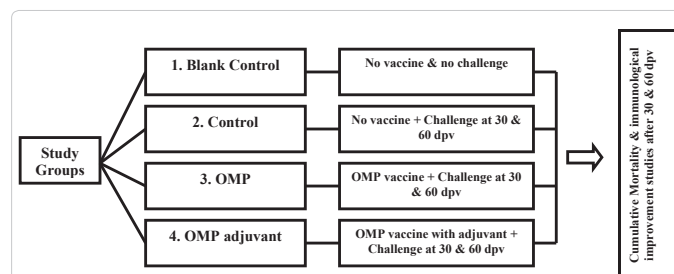 Study
Groups
1. Blank Control
No vaccine & no challenge
2. Control
No vaccine + Challenge at 30 &
60 dpv
3. OMP
OMP vaccine + Challenge at 30
& 60 dpv
4. OMP adjuvant
OMP vaccine with adjuvant +
Challenge at 30 & 60 dpv
Cumulative Mortality & immunological
improvement studies after 30 & 60 dpv